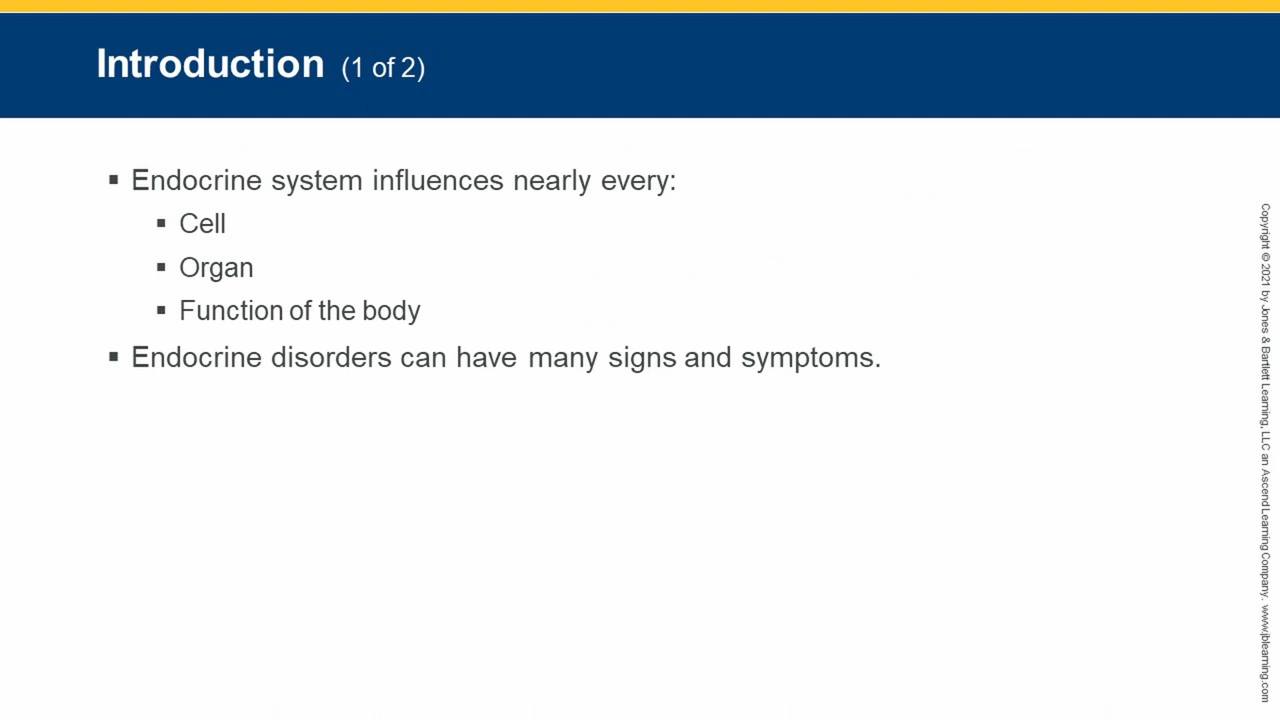 Introduction (1 of 2)
▪ Endocrine system influences nearly every:
▪ Cell
▪ Organ
▪ Function of the body
▪ Endocrine disorders can have many signs and symptoms.
Copyright © 2021 by Jones & Bartlett Learning, LLC an Ascend Learning Company. www.jblearning.com